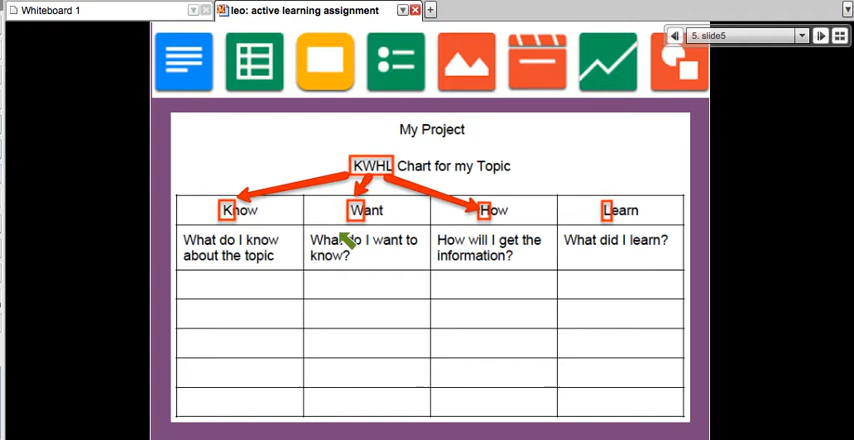 Whiteboard 1
leo: active learning assignment
5. slide5
My Project
KWHL Chart for my Topic
Know
Want
How
Learn
What do I know
about the topic
What do I want to
know?
How will I get the
information?
What did I learn?